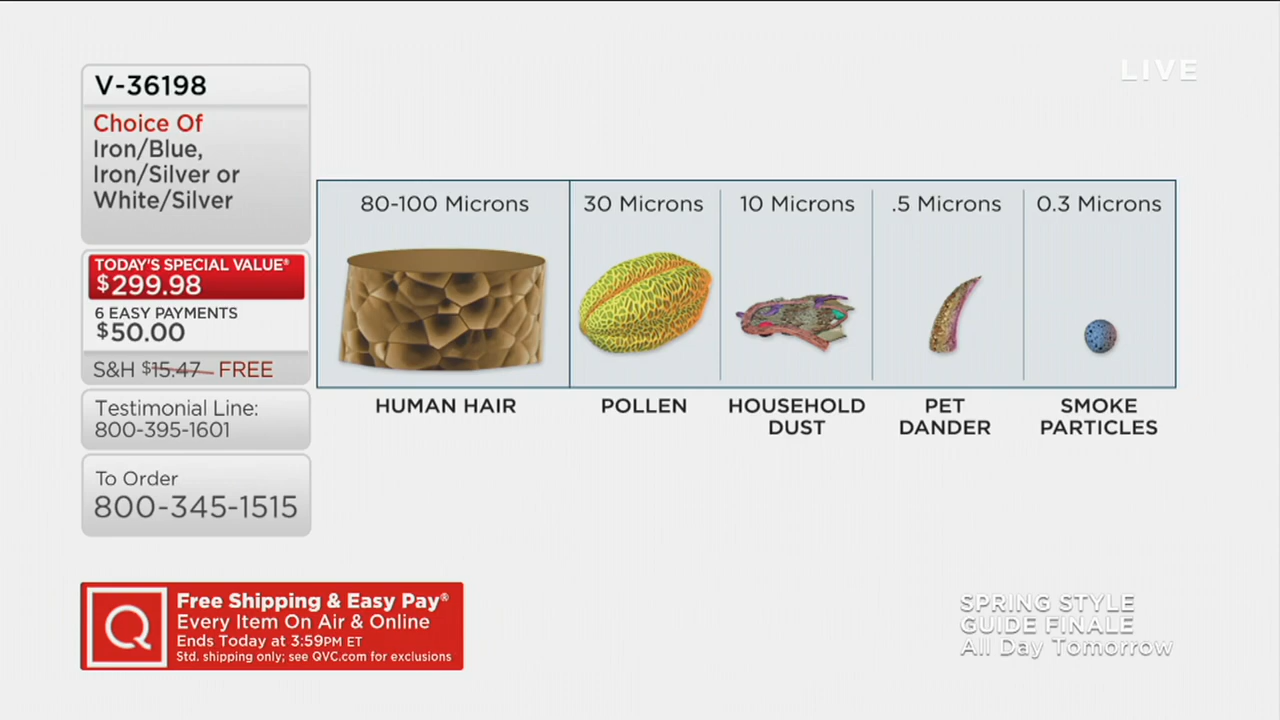 V-36198
Choice Of
Iron/Blue,
Iron/Silver or
White/Silver
TODAY'S SPECIAL VALUE®
$299.98
6 EASY PAYMENTS
$50.00
S&H $15.47 FREE
Testimonial Line:
800-395-1601
To Order
800-345-1515
LIVE
80-100 Microns
30 Microns
10 Microns
.5 Microns
0.3 Microns
HUMAN HAIR
POLLEN
HOUSEHOLD
DUST
PET
DANDER
SMOKE
PARTICLES
Q
Free Shipping & Easy Pay®
Every Item On Air & Online
Ends Today at 3:59PM ET
Std. shipping only; see QVC.com for exclusions
SPRING STYLE
GUIDE FINALE
All Day Tomorrow